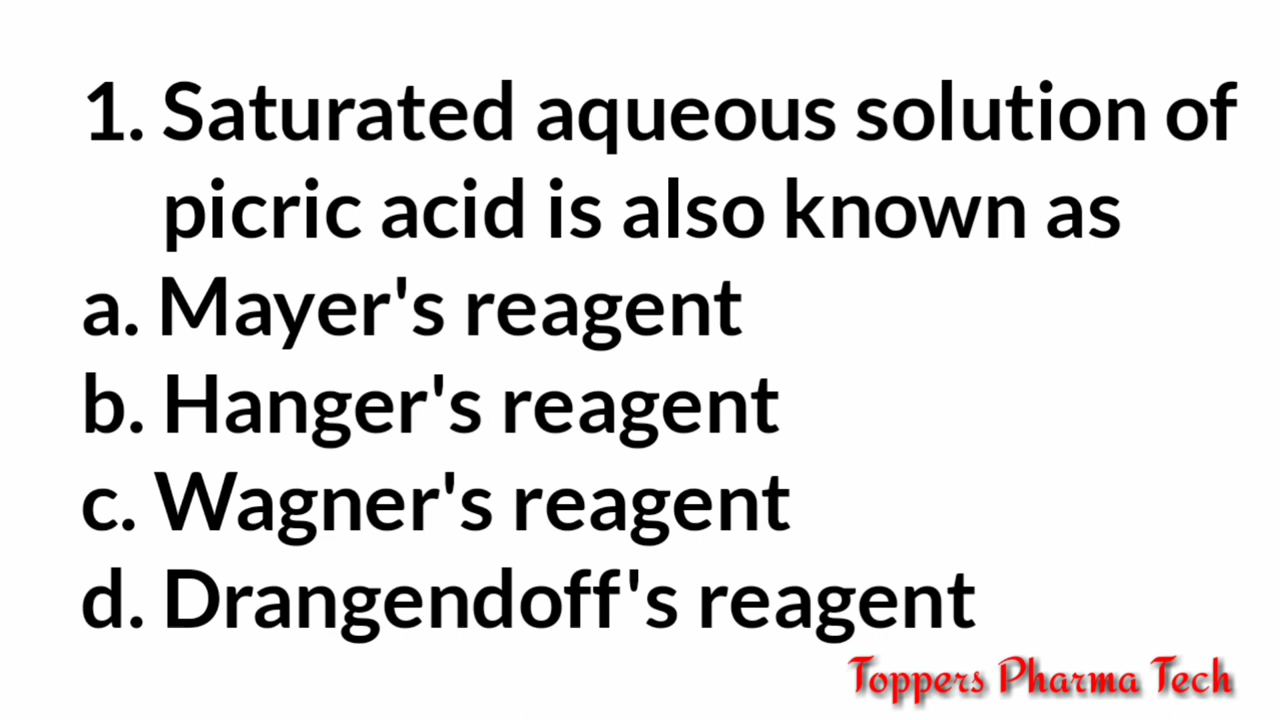 1. Saturated aqueous solution of
picric acid is also known as
a. Mayer's reagent
b. Hanger's reagent
c. Wagner's reagent
d. Drangendoff's reagent
Toppers Pharma Tech